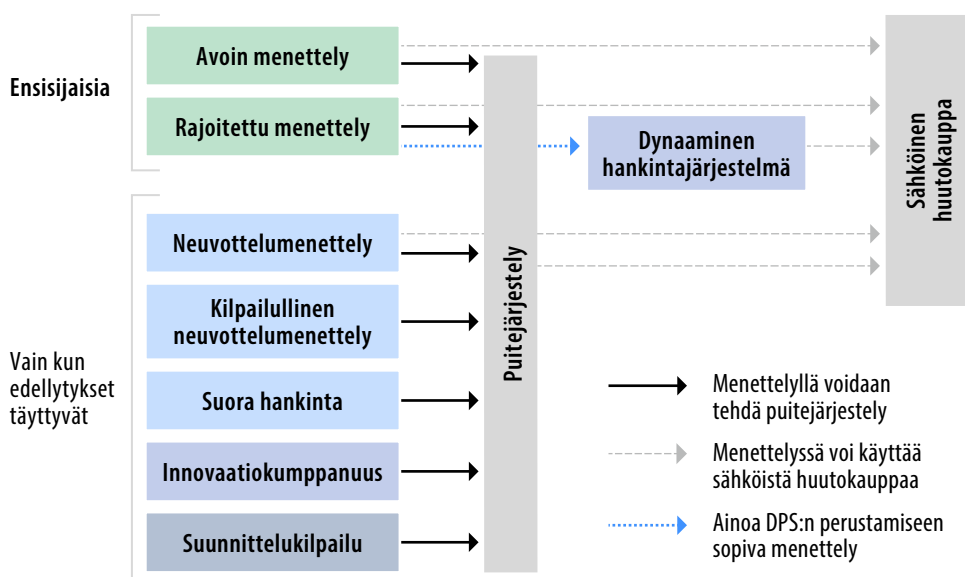 Ensisijaisia
Avoin menettely
Rajoitettu menettely
Vain kun
edellytykset
täyttyvät
Neuvottelumenettely
Kilpailullinen
neuvottelumenettely
Suora hankinta
Innovaatiokumppanuus
Suunnittelukilpailu
Puitejärjestely
Dynaaminen
hankintajärjestelmä
Sähköinen
huutokauppa
Menettelyllä voidaan
tehdä puitejärjestely
Menettelyssä voi käyttää
sähköistä huutokauppaa
Ainoa DPS:n perustamiseen
sopiva menettely